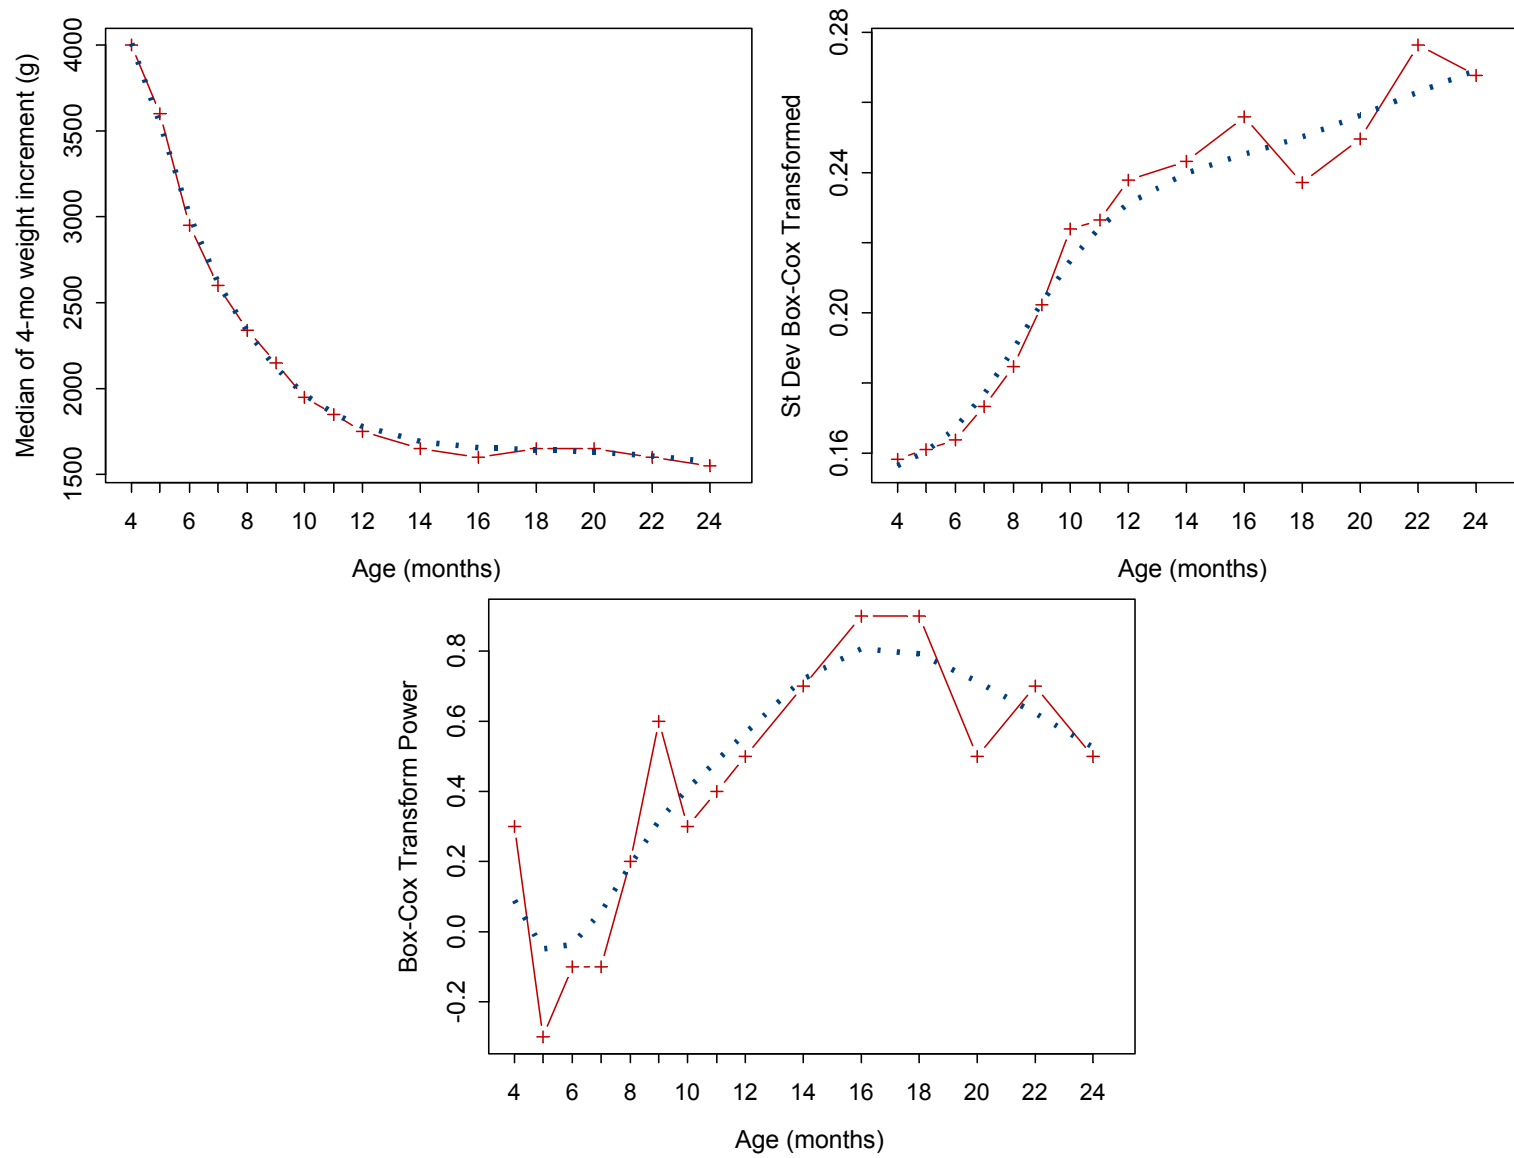 Median of 4-mo weight increment (g)
4000
3500
3000
2500
2000
1500
4 6 8 10 12 14 16 18 20 22 24
Age (months)
St Dev Box-Cox Transformed
0.28
0.24
0.20
0.16
4 6 8 10 12 14 16 18 20 22 24
Age (months)
Box-Cox Transform Power
0.8
0.6
0.4
0.2
0.0
-0.2
4 6 8 10 12 14 16 18 20 22 24
Age (months)